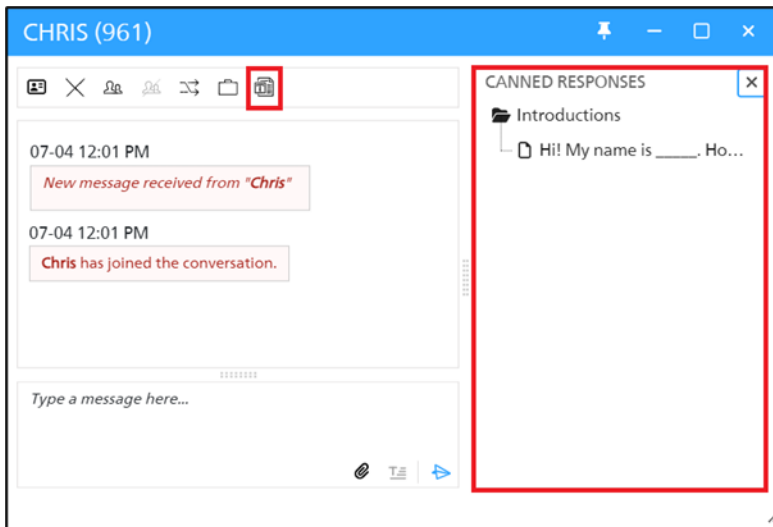 CHRIS (961)
07-04 12:01 PM
New message received from "Chris"
07-04 12:01 PM
Chris has joined the conversation.
Type a message here...
CANNED RESPONSES
Introductions
Hi! My name is _____. Ho...